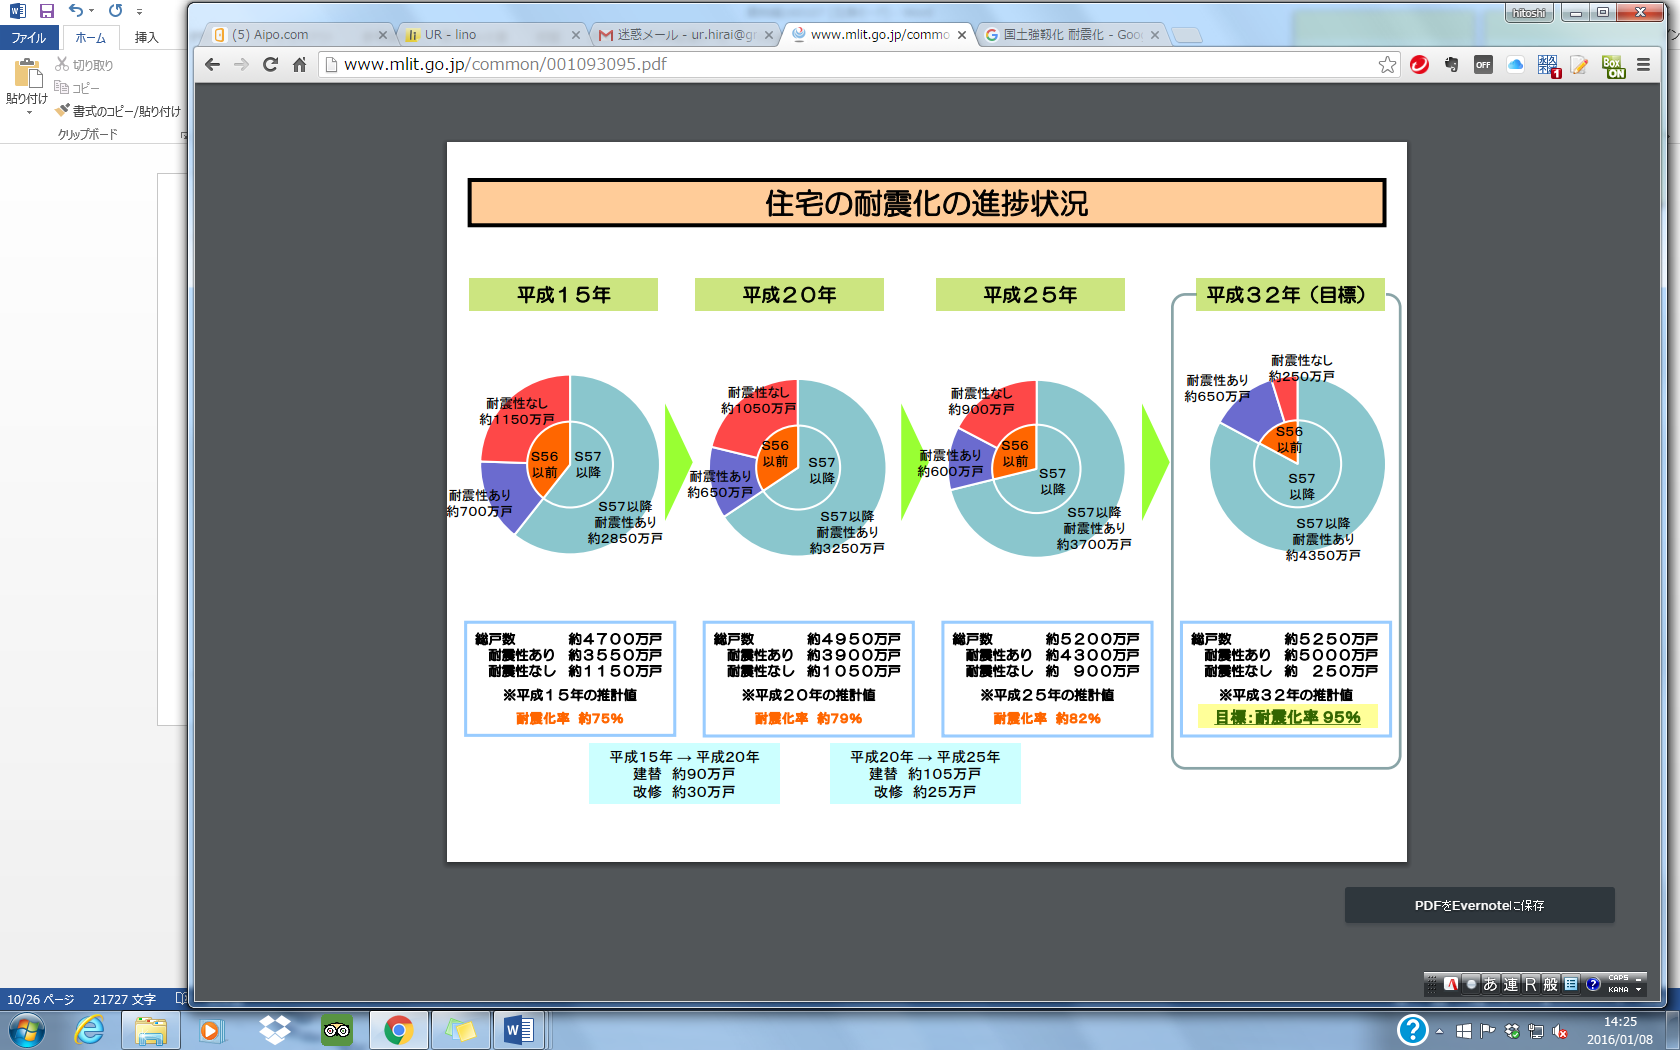 hitoshi
(5) Aipo.com
UR - lino
迷惑メール - ur.hirai@gr
www.mlit.go.jp/commo
国土強靱化 耐震化 - Goo
ファイル
ホーム
挿入
www.mlit.go.jp/common/001093095.pdf
OFF
1
Box
ON
切り取り
コピー
貼り付け
書式のコピー/貼り付け
クリップボード
住宅の耐震化の進捗状況
平成15年
平成20年
平成25年
平成32年(目標)
耐震性なし
約1150万戸
S56
以前
S57
以降
耐震性あり
約700万戸
S57以降
耐震性あり
約2850万戸
耐震性なし
約1050万戸
S56
以前
S57
以降
耐震性あり
約650万戸
S57以降
耐震性あり
約3250万戸
耐震性なし
約900万戸
S56
以前
S57
以降
耐震性あり
約600万戸
S57以降
耐震性あり
約3700万戸
耐震性なし
約250万戸
耐震性あり
約650万戸
S56
以前
S57
以降
S57以降
耐震性あり
約4350万戸
総戸数 約4700万戸
耐震性あり 約3550万戸
耐震性なし 約1150万戸
※平成15年の推計値
耐震化率 約75%
総戸数 約4950万戸
耐震性あり 約3900万戸
耐震性なし 約1050万戸
※平成20年の推計値
耐震化率 約79%
総戸数 約5200万戸
耐震性あり 約4300万戸
耐震性なし 約 900万戸
※平成25年の推計値
耐震化率 約82%
総戸数 約5250万戸
耐震性あり 約5000万戸
耐震性なし 約 250万戸
※平成32年の推計値
目標:耐震化率 95%
平成15年→平成20年
建替 約90万戸
改修 約30万戸
平成20年→平成25年
建替 約105万戸
改修 約25万戸
PDFをEvernoteに保存
A あ 連 R 般 CAPS
KANA
10/26 ページ 21727 文字
14:25
2016/01/08